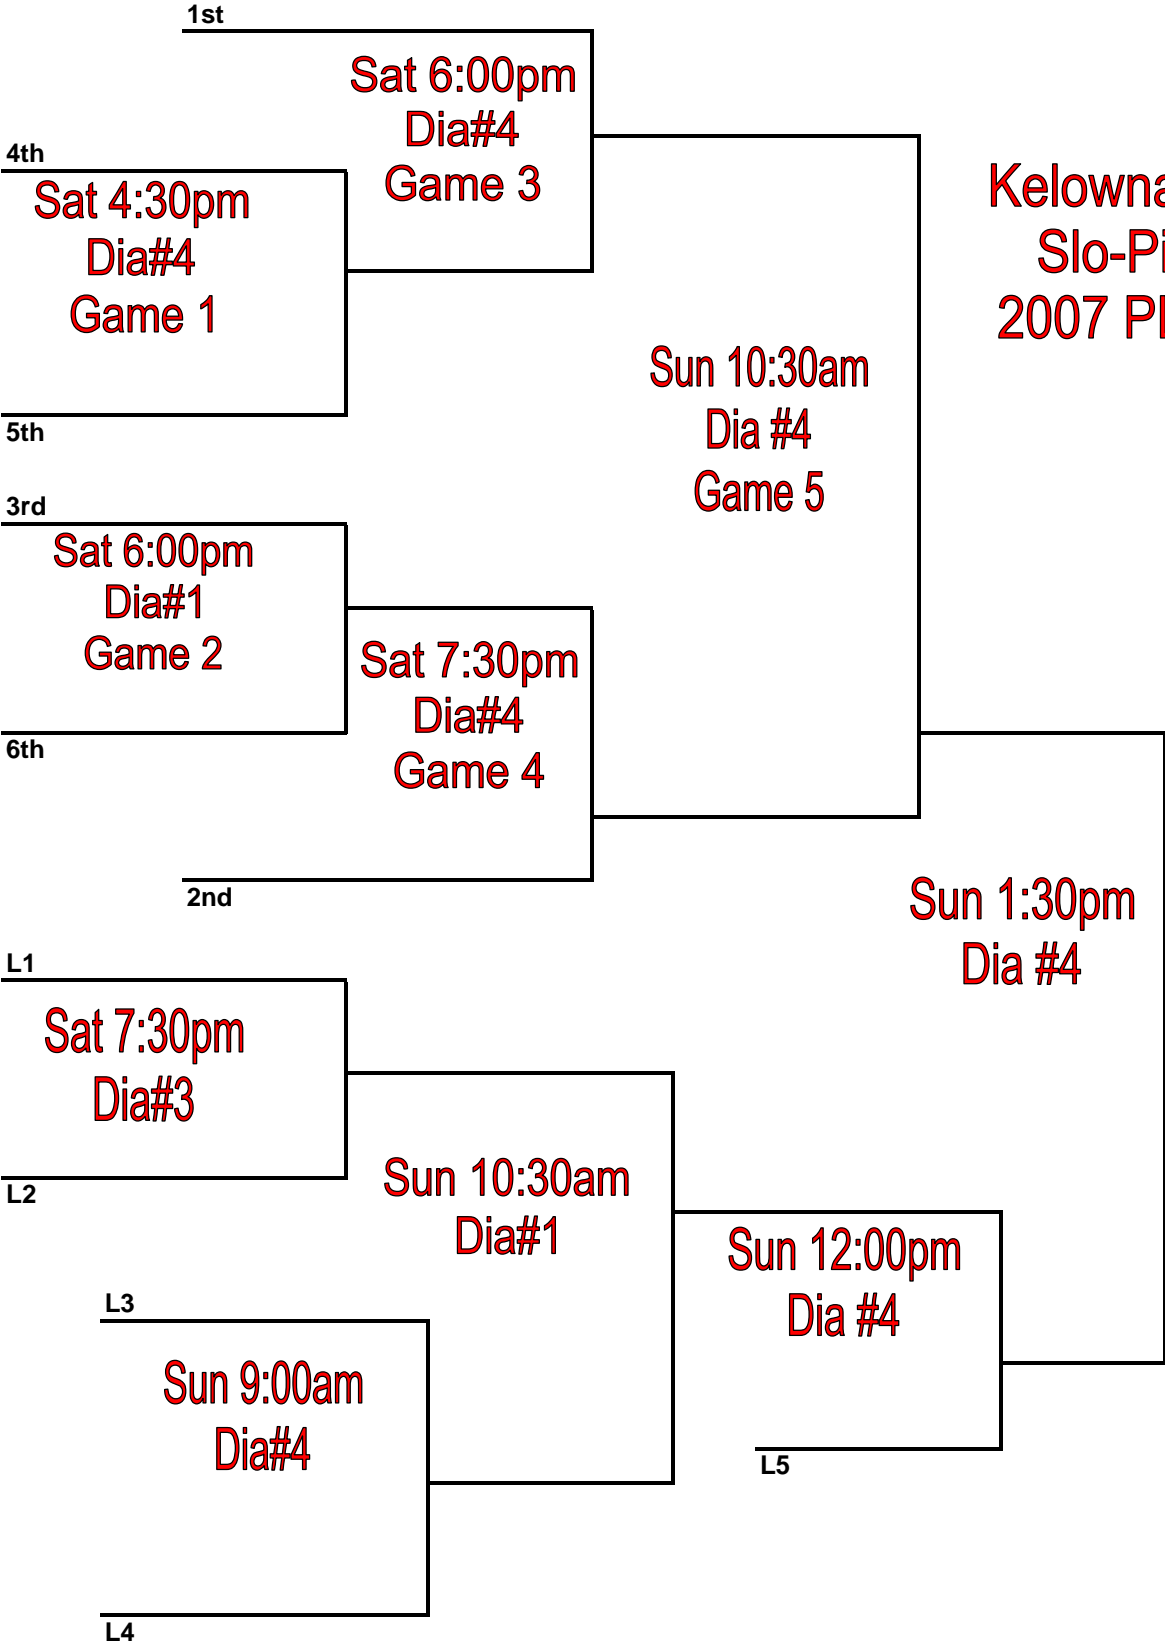 1st
Sat 6:00pm
Dia#4
Game 3
4th
Sat 4:30pm
Dia#4
Game 1
5th
Kelowna
Slo-Pi
2007 Pl
Sun 10:30am
Dia #4
Game 5
3rd
Sat 6:00pm
Dia#1
Game 2
6th
Sat 7:30pm
Dia#4
Game 4
2nd
Sun 1:30pm
Dia #4
L1
Sat 7:30pm
Dia#3
L2
Sun 10:30am
Dia#1
Sun 12:00pm
Dia #4
L5
L3
Sun 9:00am
Dia#4
L4